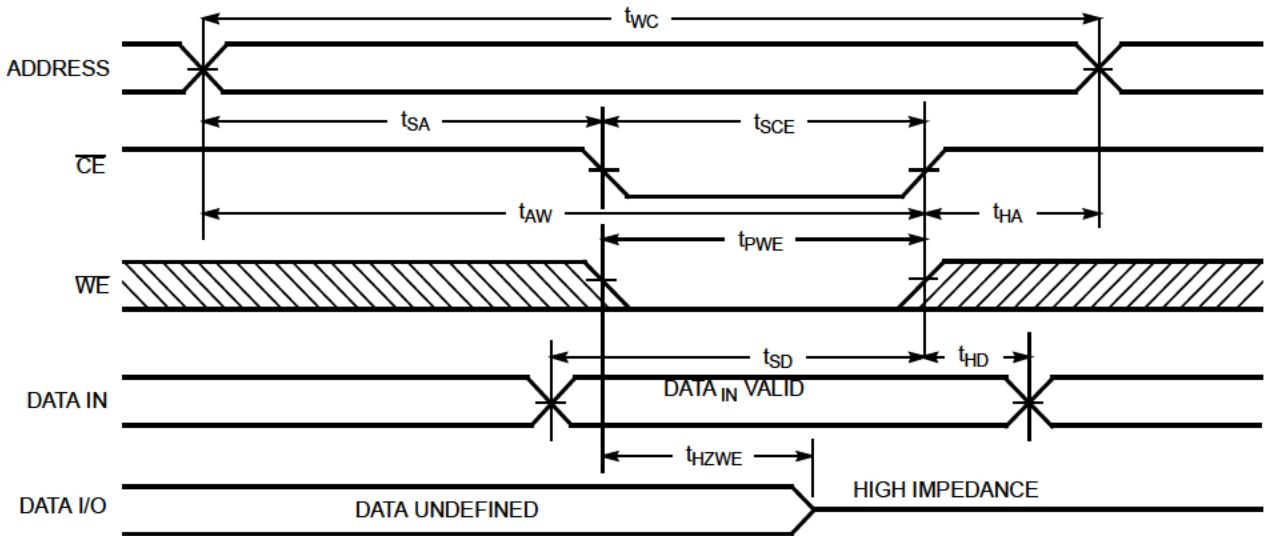 tWC
ADDRESS
tSA
tSCE
CE
tAW
tHA
tPWE
WE
tSD
tHD
DATA IN
DATA IN VALID
tHZWE
DATA I/O
DATA UNDEFINED
HIGH IMPEDANCE